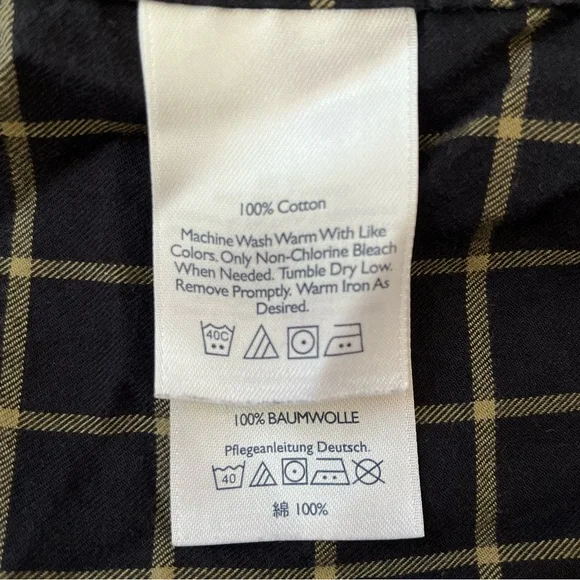 100% Cotton
Machine Wash Warm With Like
Colors. Only Non-Chlorine Bleach
When Needed. Tumble Dry Low.
Remove Promptly. Warm Iron As
Desired.
40C
100% BAUMWOLLE
Pflegeanleitung Deutsch.
40
綿 100%